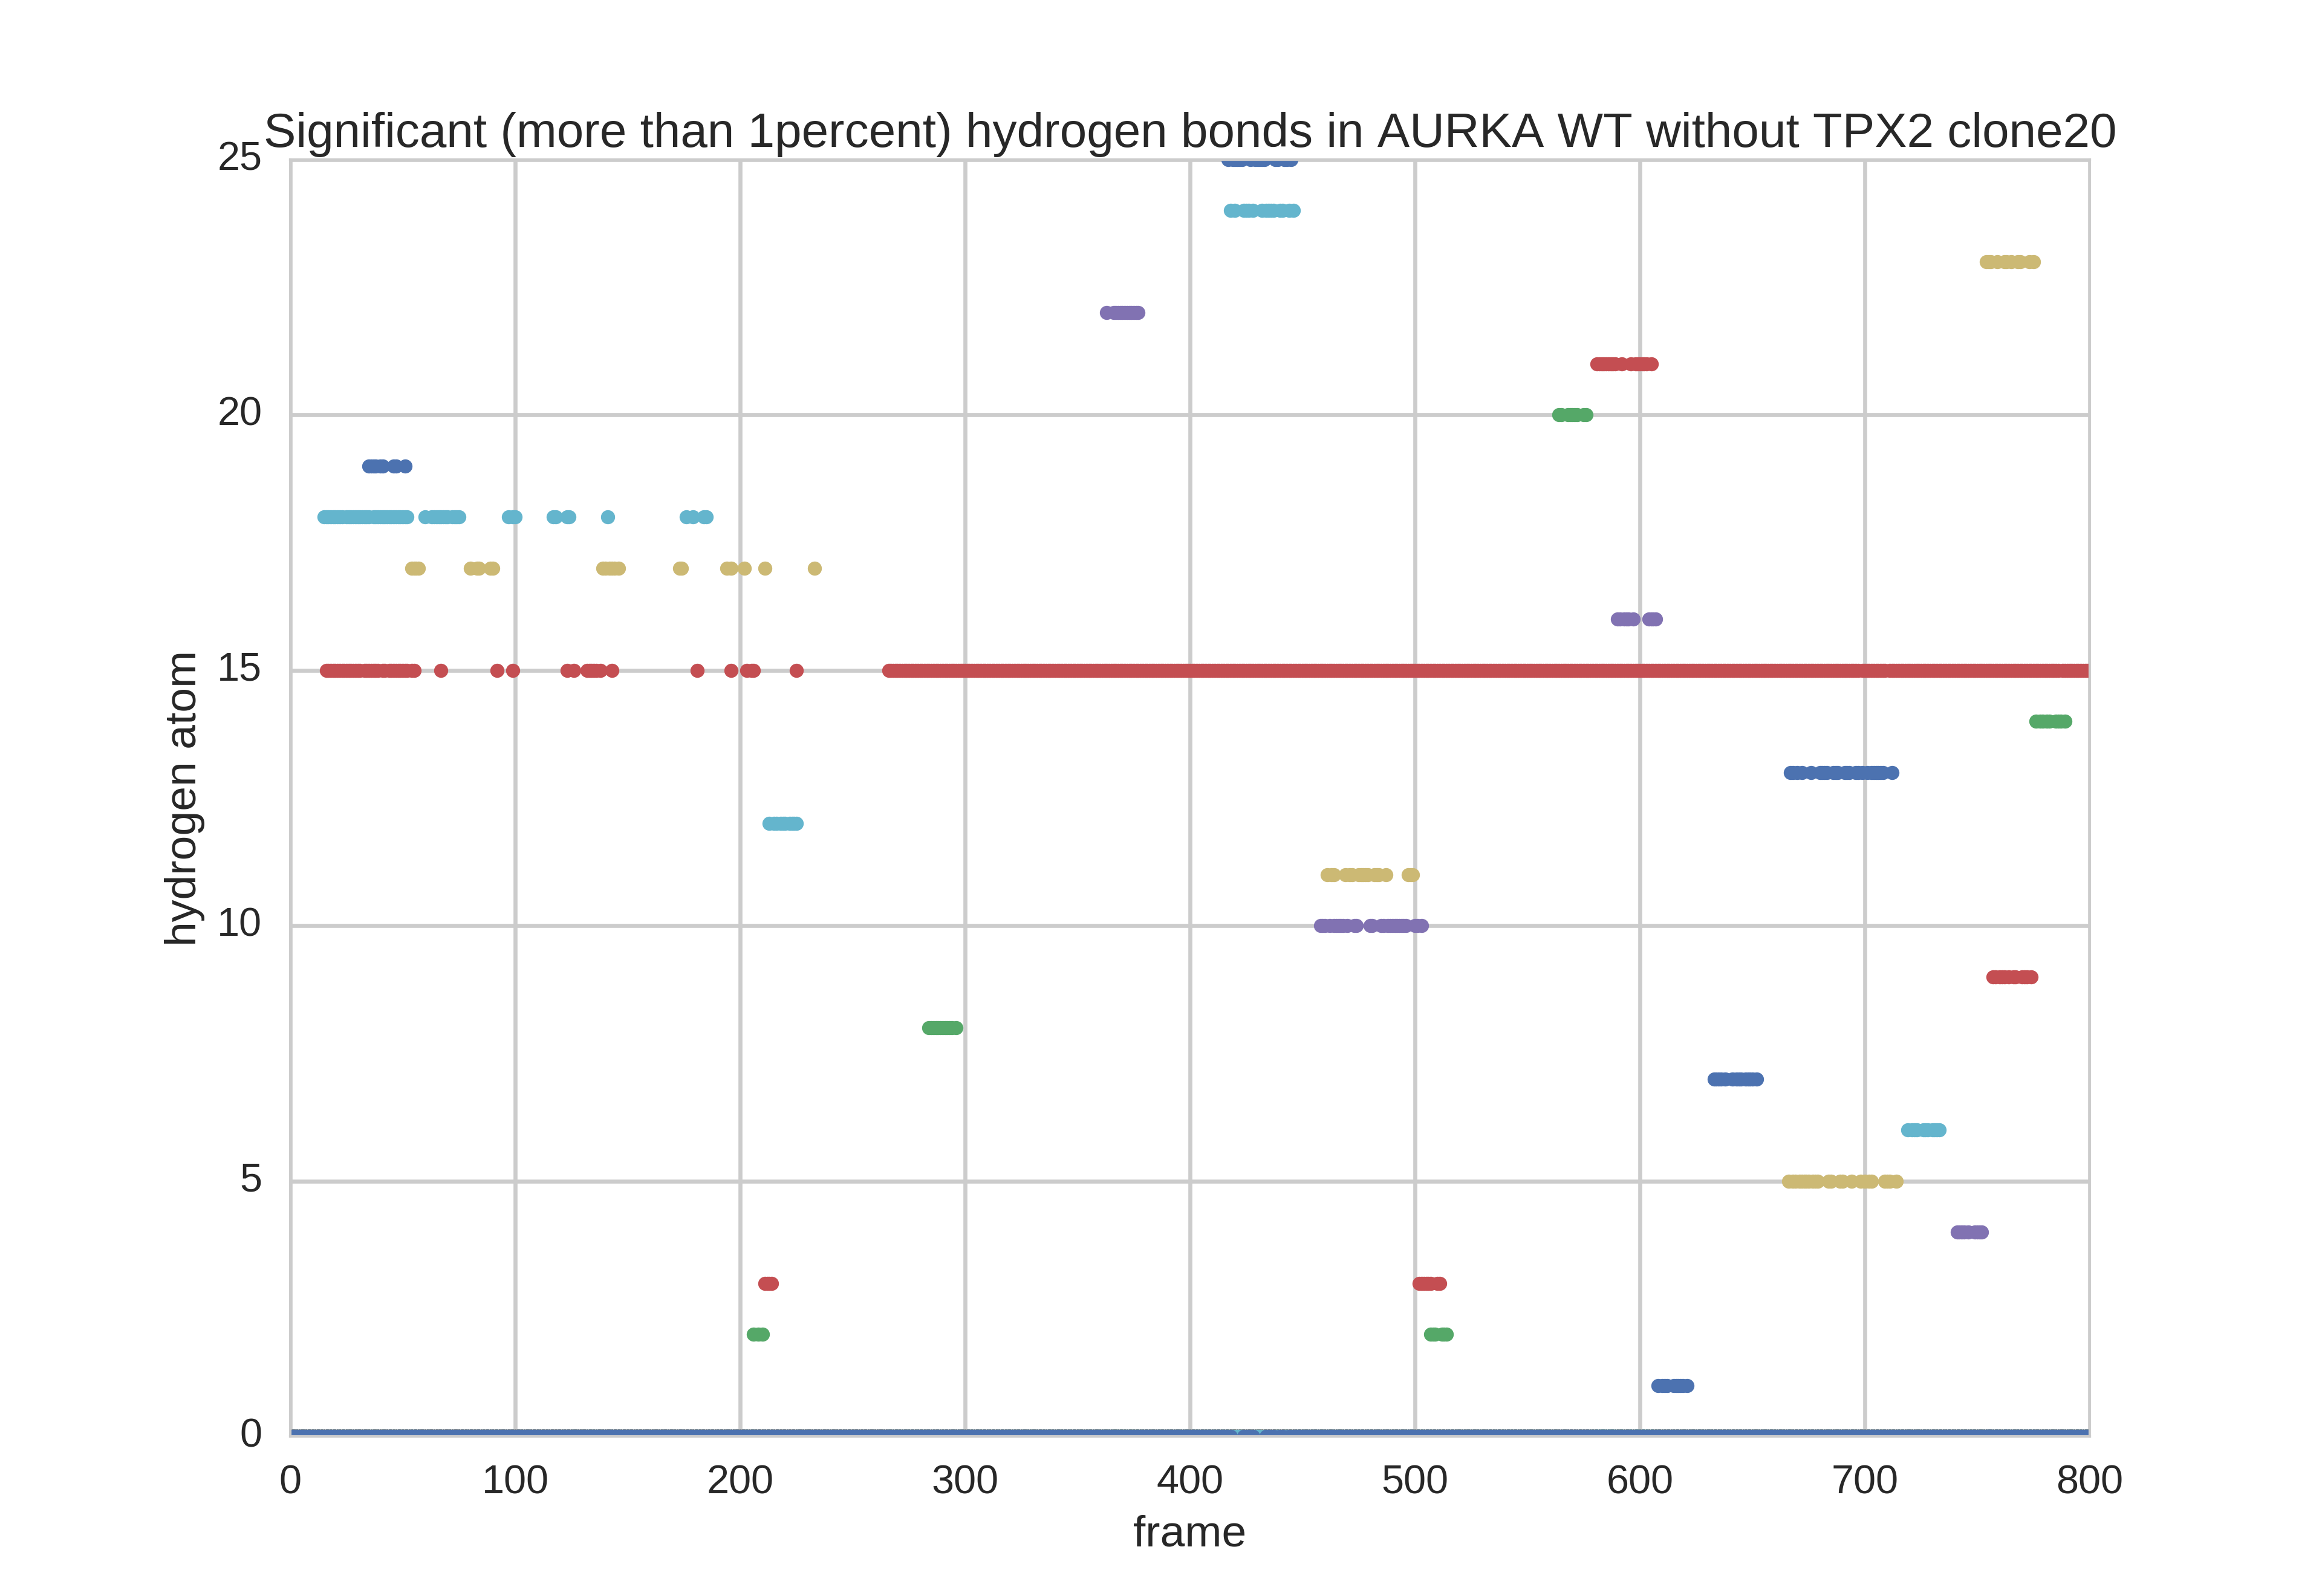 Significant (more than 1percent) hydrogen bonds in AURKA WT without TPX2 clone20
25
20
15
10
5
0
hydrogen atom
0 100 200 300 400 500 600 700 800
frame